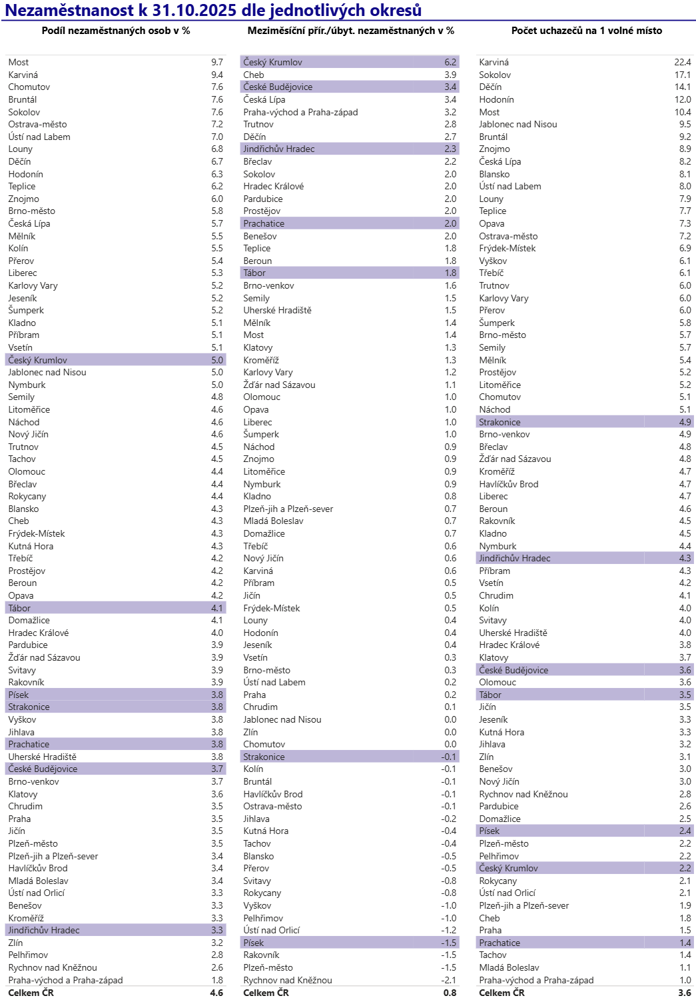 Nezaměstnanost k 31.10.2025 dle jednotlivých okresů
Podíl nezaměstnaných osob v %
Most 9.7
Karviná 9.4
Chomutov 7.6
Bruntál 7.6
Sokolov 7.6
Ostrava-město 7.2
Ústí nad Labem 7.0
Louny 6.8
Děčín 6.7
Hodonín 6.3
Teplice 6.2
Znojmo 6.0
Brno-město 5.8
Česká Lípa 5.7
Mělník 5.5
Kolín 5.5
Přerov 5.4
Liberec 5.3
Karlovy Vary 5.2
Jeseník 5.2
Šumperk 5.2
Kladno 5.1
Příbram 5.1
Vsetín 5.1
Český Krumlov 5.0
Jablonec nad Nisou 5.0
Nymburk 5.0
Semily 4.8
Litoměřice 4.6
Náchod 4.6
Nový Jičín 4.6
Trutnov 4.5
Tachov 4.5
Olomouc 4.4
Břeclav 4.4
Rokycany 4.4
Blansko 4.3
Cheb 4.3
Frýdek-Místek 4.3
Kutná Hora 4.3
Třebíč 4.2
Prostějov 4.2
Beroun 4.2
Opava 4.2
Tábor 4.1
Domažlice 4.1
Hradec Králové 4.0
Pardubice 3.9
Žďár nad Sázavou 3.9
Svitavy 3.9
Rakovník 3.9
Písek 3.8
Strakonice 3.8
Vyškov 3.8
Jihlava 3.8
Prachatice 3.8
Uherské Hradiště 3.8
České Budějovice 3.7
Brno-venkov 3.7
Klatovy 3.6
Chrudim 3.5
Praha 3.5
Jičín 3.5
Plzeň-město 3.5
Plzeň-jih a Plzeň-sever 3.4
Havlíčkův Brod 3.4
Mladá Boleslav 3.4
Ústí nad Orlicí 3.3
Benešov 3.3
Kroměříž 3.3
Jindřichův Hradec 3.3
Zlín 3.2
Pelhřimov 2.8
Rychnov nad Kněžnou 2.6
Praha-východ a Praha-západ 1.8
Celkem ČR 4.6
Meziměsíční přír./úbyt. nezaměstnaných v %
Český Krumlov 6.2
Cheb 3.9
České Budějovice 3.4
Česká Lípa 3.4
Praha-východ a Praha-západ 3.2
Trutnov 2.8
Děčín 2.7
Jindřichův Hradec 2.3
Břeclav 2.2
Sokolov 2.0
Hradec Králové 2.0
Pardubice 2.0
Prostějov 2.0
Prachatice 2.0
Benešov 2.0
Teplice 1.8
Beroun 1.8
Tábor 1.8
Brno-venkov 1.6
Semily 1.5
Uherské Hradiště 1.5
Mělník 1.4
Most 1.4
Klatovy 1.3
Kroměříž 1.3
Karlovy Vary 1.2
Žďár nad Sázavou 1.1
Olomouc 1.0
Opava 1.0
Liberec 1.0
Šumperk 1.0
Náchod 0.9
Znojmo 0.9
Litoměřice 0.9
Nymburk 0.9
Kladno 0.8
Plzeň-jih a Plzeň-sever 0.7
Mladá Boleslav 0.7
Domažlice 0.7
Třebíč 0.6
Nový Jičín 0.6
Karviná 0.6
Příbram 0.5
Jičín 0.5
Frýdek-Místek 0.5
Louny 0.4
Hodonín 0.4
Jeseník 0.4
Vsetín 0.3
Brno-město 0.3
Ústí nad Labem 0.2
Praha 0.2
Chrudim 0.1
Jablonec nad Nisou 0.0
Zlín 0.0
Chomutov 0.0
Strakonice -0.1
Kolín -0.1
Bruntál -0.1
Havlíčkův Brod -0.1
Ostrava-město -0.1
Jihlava -0.2
Kutná Hora -0.4
Tachov -0.4
Blansko -0.5
Přerov -0.5
Svitavy -0.8
Rokycany -0.8
Vyškov -1.0
Pelhřimov -1.0
Ústí nad Orlicí -1.2
Písek -1.5
Rakovník -1.5
Plzeň-město -1.5
Rychnov nad Kněžnou -2.1
Celkem ČR 0.8
Počet uchazečů na 1 volné místo
Karviná 22.4
Sokolov 17.1
Děčín 14.1
Hodonín 12.0
Most 10.4
Jablonec nad Nisou 9.5
Bruntál 9.2
Znojmo 8.9
Česká Lípa 8.2
Blansko 8.1
Ústí nad Labem 8.0
Louny 7.9
Teplice 7.7
Opava 7.3
Ostrava-město 7.2
Frýdek-Místek 6.9
Vyškov 6.1
Třebíč 6.1
Trutnov 6.0
Karlovy Vary 6.0
Přerov 6.0
Šumperk 5.8
Brno-město 5.7
Semily 5.7
Mělník 5.4
Prostějov 5.2
Litoměřice 5.2
Chomutov 5.1
Náchod 5.1
Strakonice 4.9
Brno-venkov 4.9
Břeclav 4.8
Žďár nad Sázavou 4.8
Kroměříž 4.7
Havlíčkův Brod 4.7
Liberec 4.7
Beroun 4.6
Rakovník 4.5
Kladno 4.5
Nymburk 4.4
Jindřichův Hradec 4.3
Příbram 4.3
Vsetín 4.2
Chrudim 4.1
Kolín 4.0
Svitavy 4.0
Uherské Hradiště 4.0
Hradec Králové 3.8
Klatovy 3.7
České Budějovice 3.6
Olomouc 3.6
Tábor 3.5
Jičín 3.5
Jeseník 3.3
Kutná Hora 3.3
Jihlava 3.2
Zlín 3.1
Benešov 3.0
Nový Jičín 3.0
Rychnov nad Kněžnou 2.8
Pardubice 2.6
Domažlice 2.5
Písek 2.4
Plzeň-město 2.2
Pelhřimov 2.2
Český Krumlov 2.2
Rokycany 2.1
Ústí nad Orlicí 2.1
Plzeň-jih a Plzeň-sever 1.9
Cheb 1.8
Praha 1.5
Prachatice 1.4
Tachov 1.4
Mladá Boleslav 1.1
Praha-východ a Praha-západ 1.0
Celkem ČR 3.6